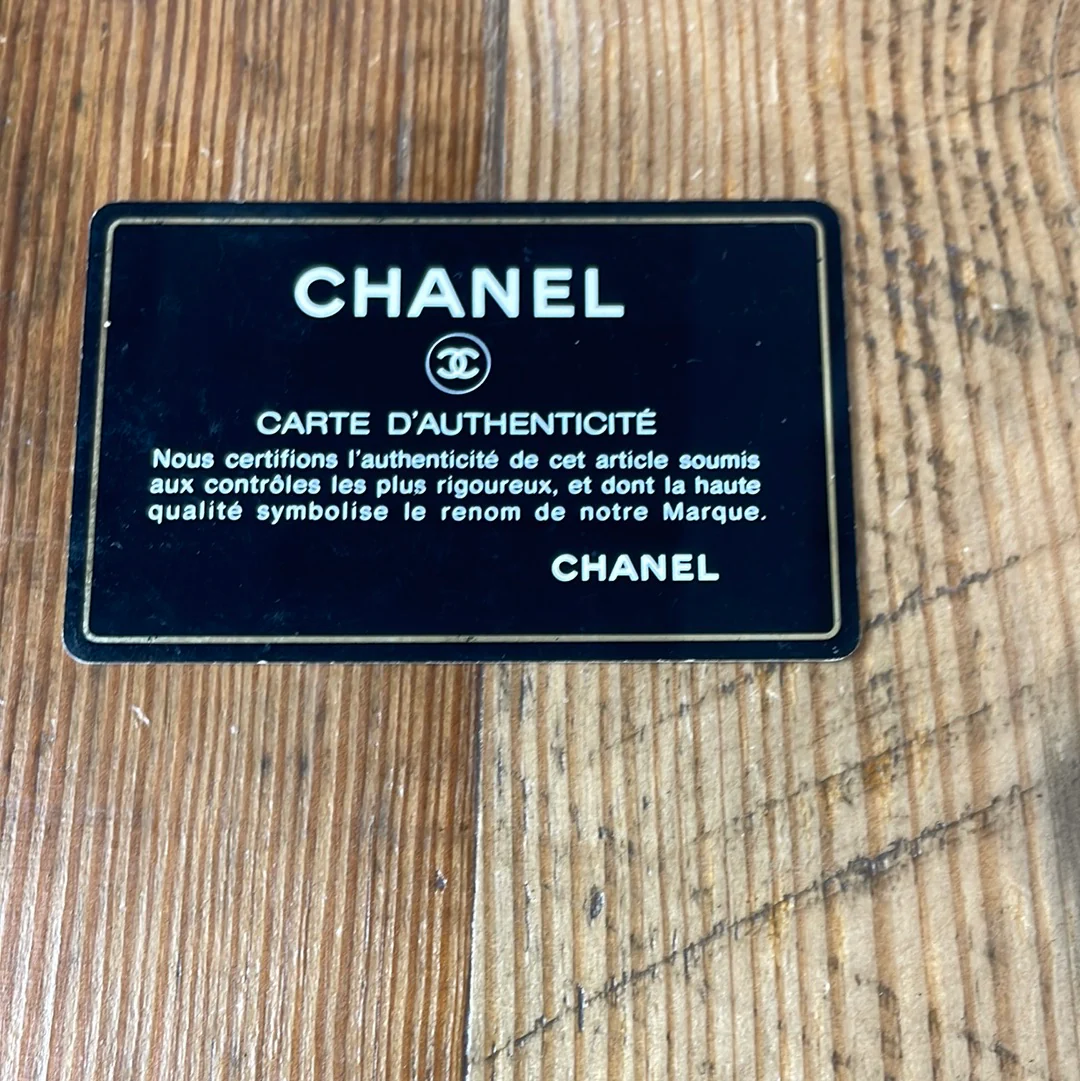 CHANEL
CARTE D'AUTHENTICITÉ
Nous certifions l'authenticité de cet article soumis
aux contrôles les plus rigoureux, et dont la haute
qualité symbolise le renom de notre Marque.
CHANEL